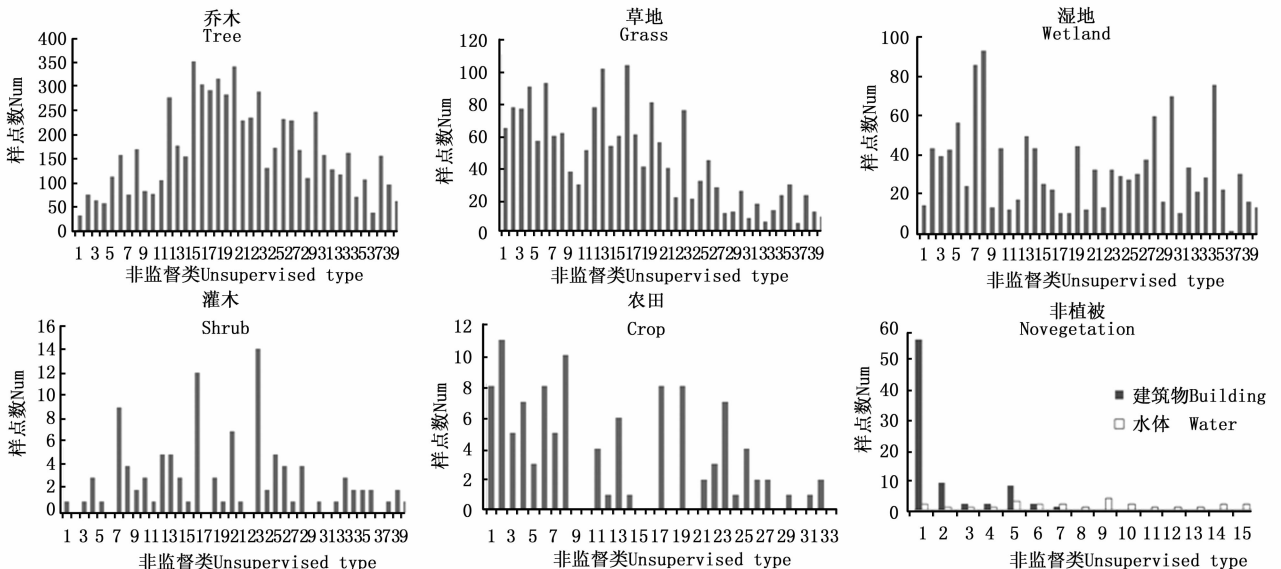 乔木
Tree
400
350
300
250
200
150
100
50
0
样点数Num
1 3 5 7 9 11 13 15 17 19 21 23 25 27 29 31 33 35 37 39
非监督类Unsupervised type
草地
Grass
120
100
80
60
40
20
0
样点数Num
1 3 5 7 9 11 13 15 17 19 21 23 25 27 29 31 33 35 37 39
非监督类Unsupervised type
湿地
Wetland
100
80
60
40
20
0
样点数Num
1 3 5 7 9 11 13 15 17 19 21 23 25 27 29 31 33 35 37 39
非监督类Unsupervised type
灌木
Shrub
16
14
12
10
8
6
4
2
0
样点数Num
1 3 5 7 9 11 13 15 17 19 21 23 25 27 29 31 33 35 37 39
非监督类Unsupervised type
农田
Crop
12
10
8
6
4
2
0
样点数Num
1 3 5 7 9 11 13 15 17 19 21 23 25 27 29 31 33
非监督类Unsupervised type
非植被
Novegetation
60
50
40
30
20
10
0
样点数Num
建筑物Building
水体 Water
1 2 3 4 5 6 7 8 9 10 11 12 13 14 15
非监督类Unsupervised type